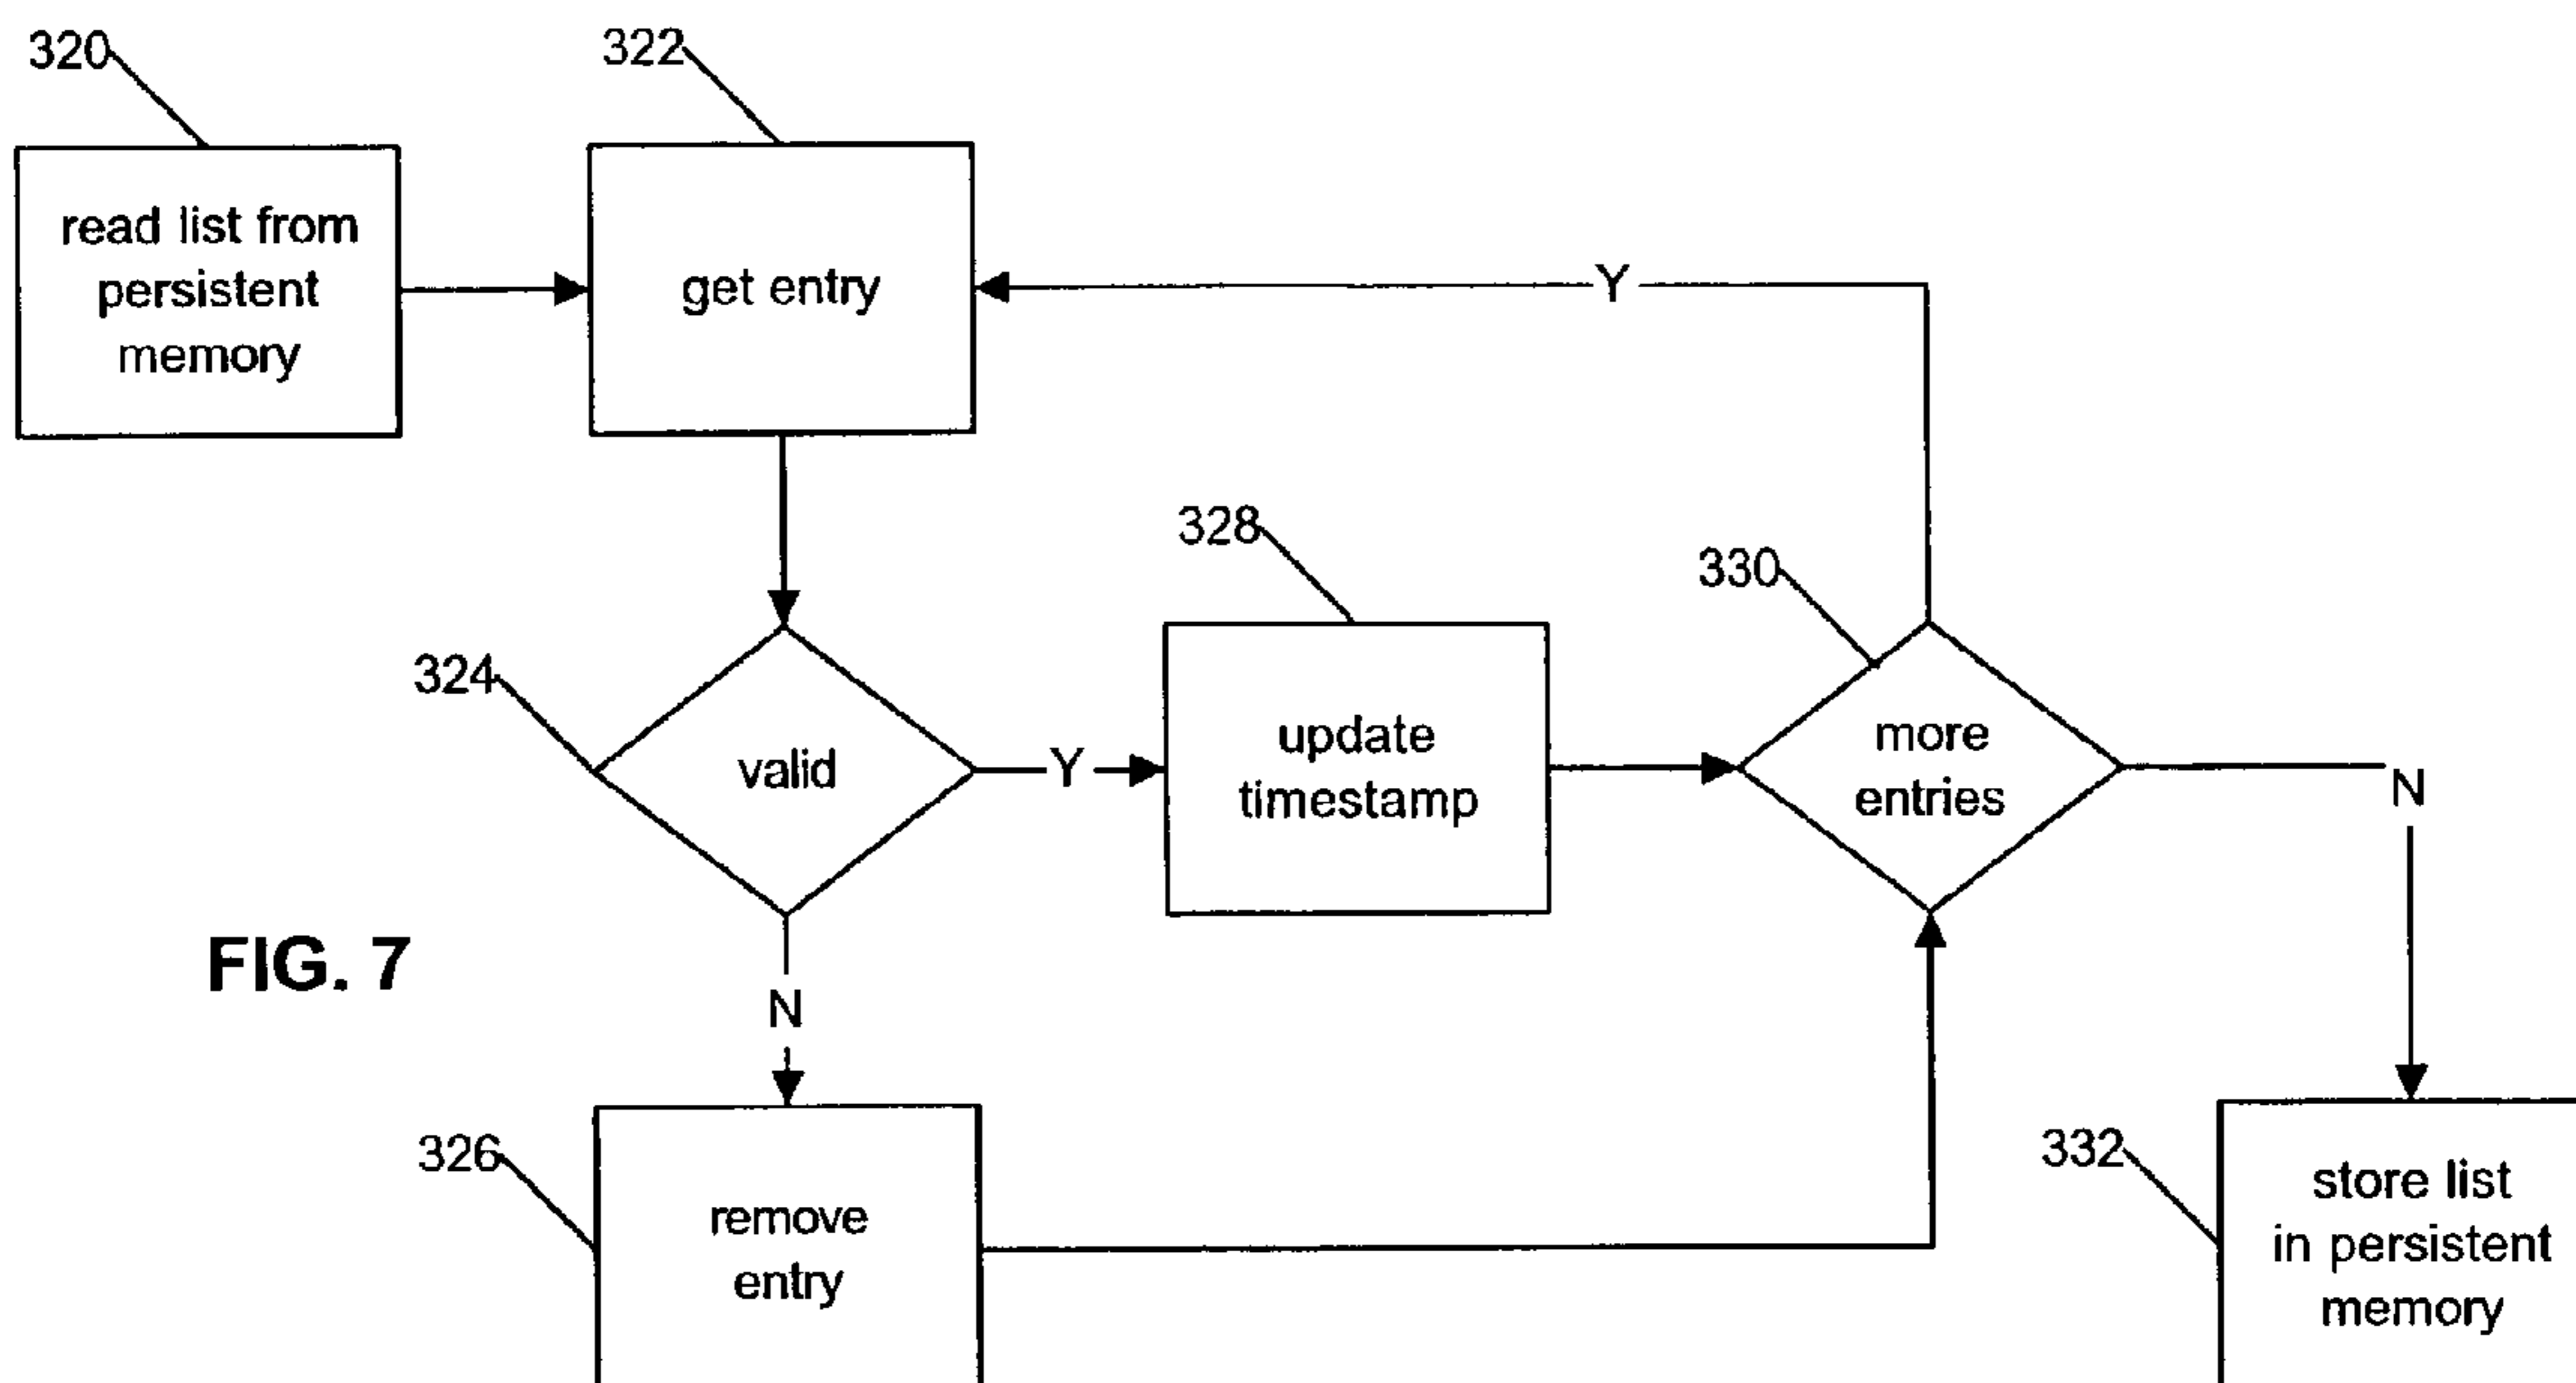 320
322
read list from
persistent
memory
get entry
Y
328
330
324
valid
Y
update
timestamp
more
entries
N
FIG. 7
N
326
remove
entry
332
store list
in persistent
memory